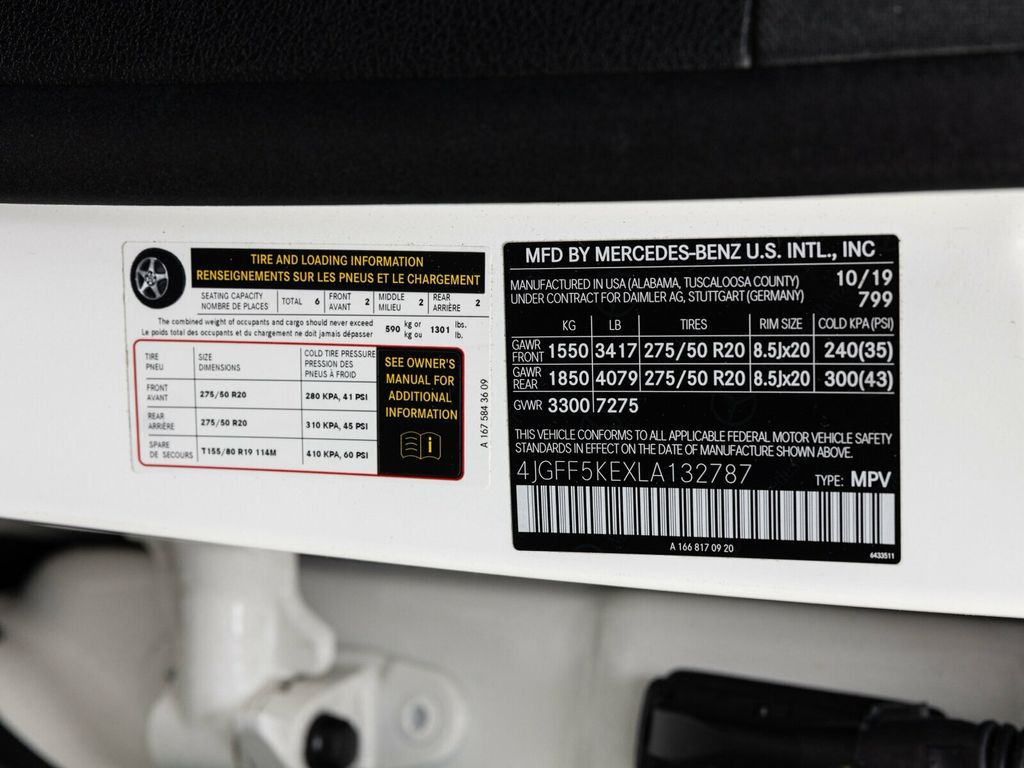 TIRE AND LOADING INFORMATION
RENSEIGNEMENTS SUR LES PNEUS ET LE CHARGEMENT
SEATING CAPACITY
NOMBRE DE PLACES
TOTAL 6
FRONT
AVANT 2
MIDDLE
MILIEU 2
REAR
ARRIÈRE 2
The combined weight of occupants and cargo should never exceed
Le poids total des occupants et du chargement ne doit jamais dépasser
590 kg or
kg ou
1301 lbs.
lb.
TIRE
PNEU
SIZE
DIMENSIONS
COLD TIRE PRESSURE
PRESSION DES
PNEUS À FROID
FRONT
AVANT
275/50 R20
280 KPA, 41 PSI
REAR
ARRIÈRE
275/50 R20
310 KPA, 45 PSI
SPARE
DE SECOURS
T155/80 R19 114M
410 KPA, 60 PSI
SEE OWNER'S
MANUAL FOR
ADDITIONAL
INFORMATION
i
A 167 584 36 09
MFD BY MERCEDES-BENZ U.S. INTL., INC
MANUFACTURED IN USA (ALABAMA, TUSCALOOSA COUNTY) 10/19
UNDER CONTRACT FOR DAIMLER AG, STUTTGART (GERMANY) 799
KG LB TIRES RIM SIZE COLD KPA (PSI)
GAWR
FRONT 1550 3417 275/50 R20 8.5Jx20 240(35)
GAWR
REAR 1850 4079 275/50 R20 8.5Jx20 300(43)
GVWR 3300 7275
THIS VEHICLE CONFORMS TO ALL APPLICABLE FEDERAL MOTOR VEHICLE SAFETY
STANDARDS IN EFFECT ON THE DATE OF MANUFACTURE SHOWN ABOVE.
4JGFF5KEXLA132787 TYPE: MPV
A 166 817 09 20
6433511